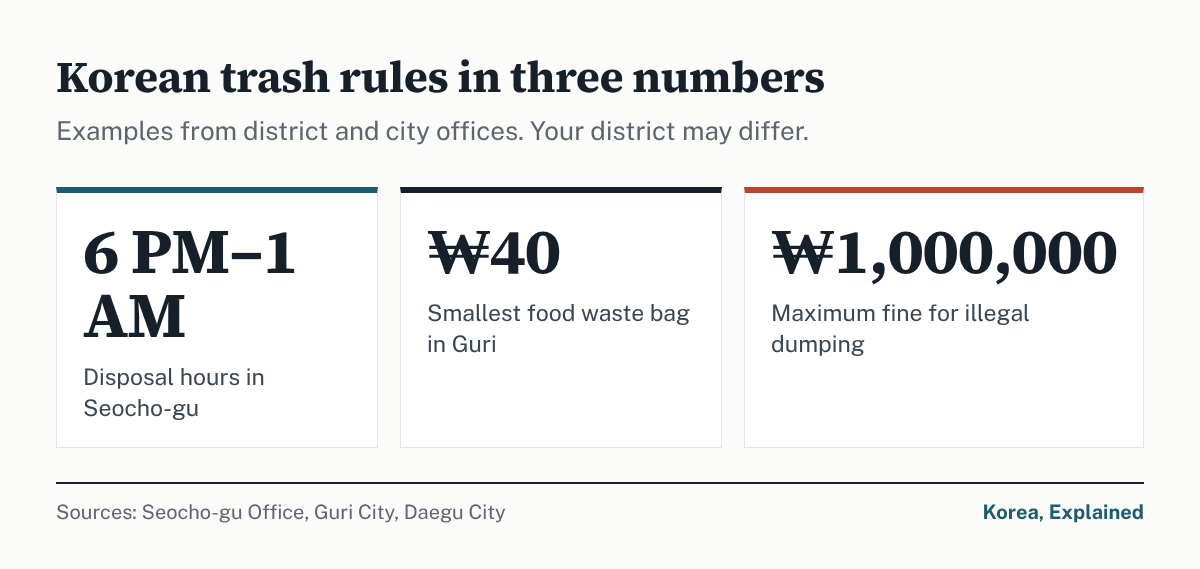 Korean trash rules in three numbers
Examples from district and city offices. Your district may differ.
6 PM–1
AM
Disposal hours in
Seocho-gu
₩40
Smallest food waste bag
in Guri
₩1,000,000
Maximum fine for illegal
dumping
Sources: Seocho-gu Office, Guri City, Daegu City
Korea, Explained